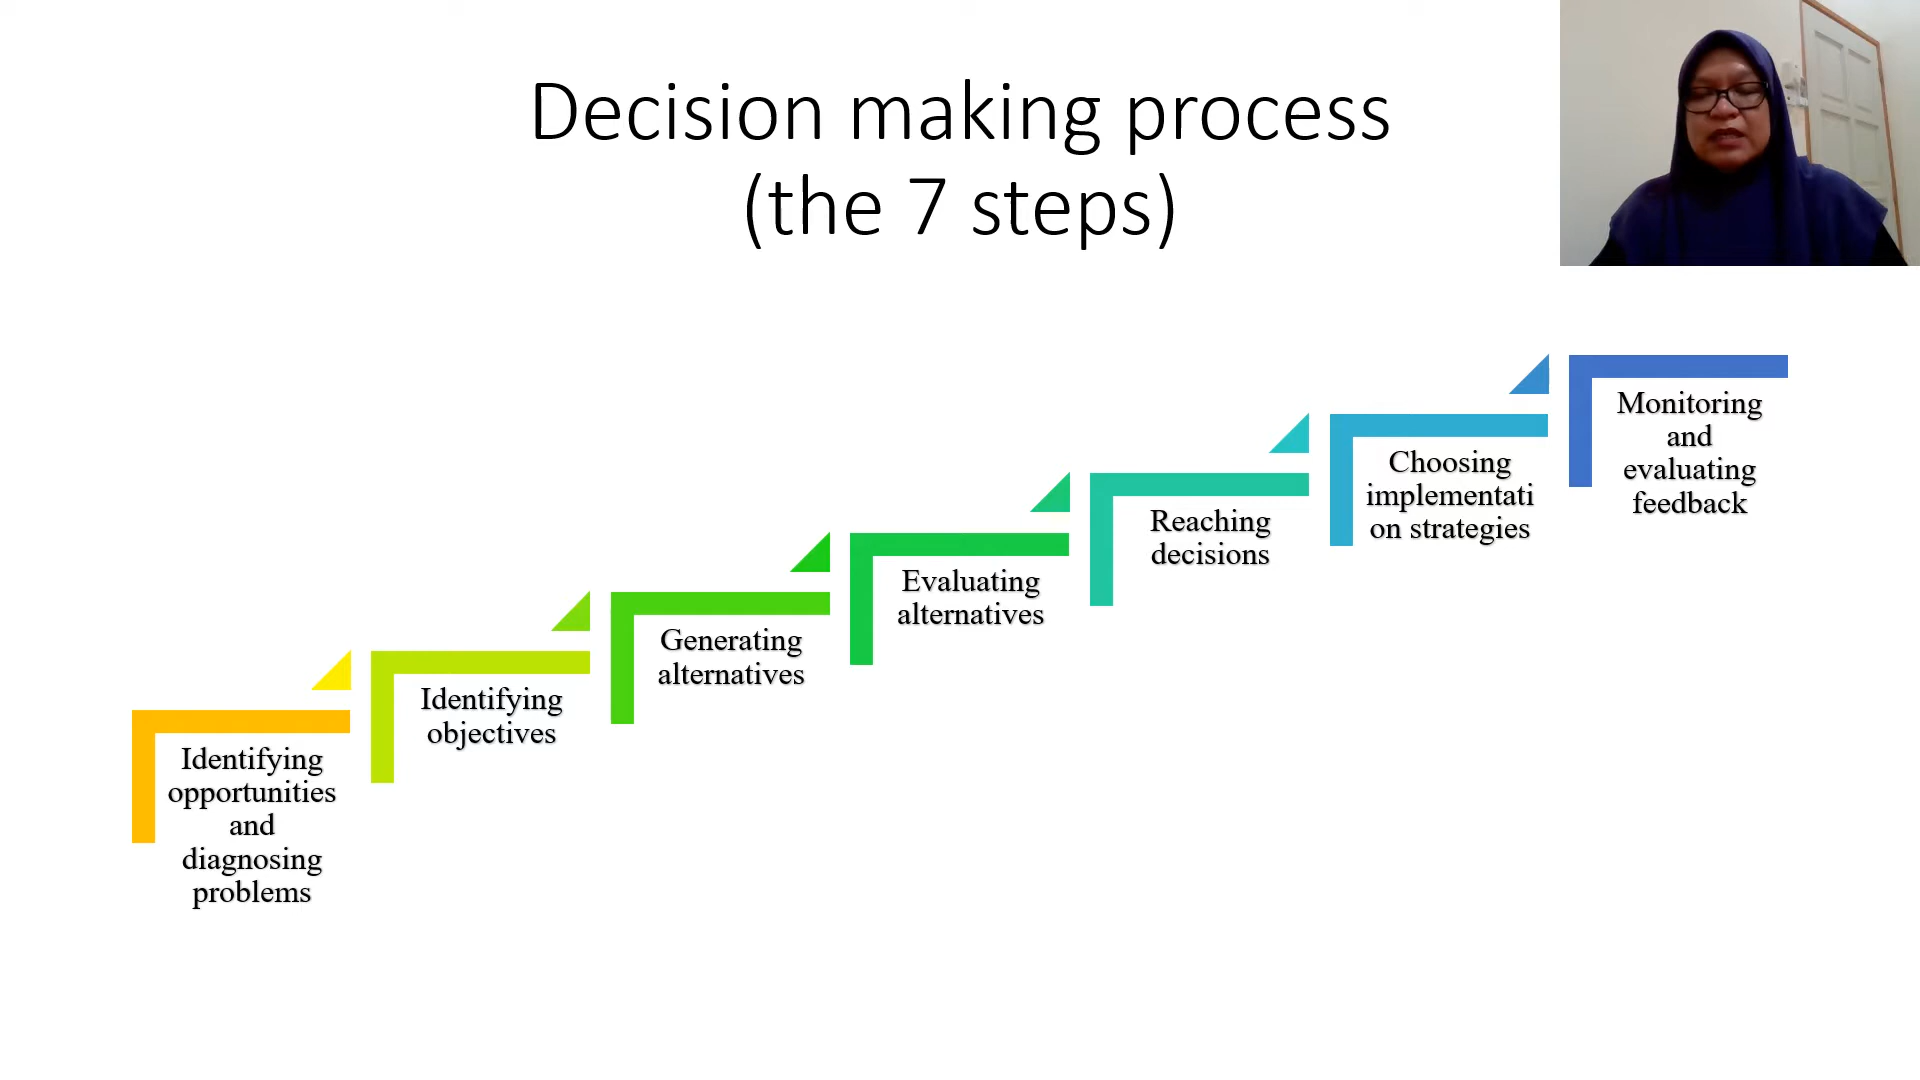 Decision making process
(the 7 steps)
Identifying
opportunities
and
diagnosing
problems
Identifying
objectives
Generating
alternatives
Evaluating
alternatives
Reaching
decisions
Choosing
implementati
on strategies
Monitoring
and
evaluating
feedback